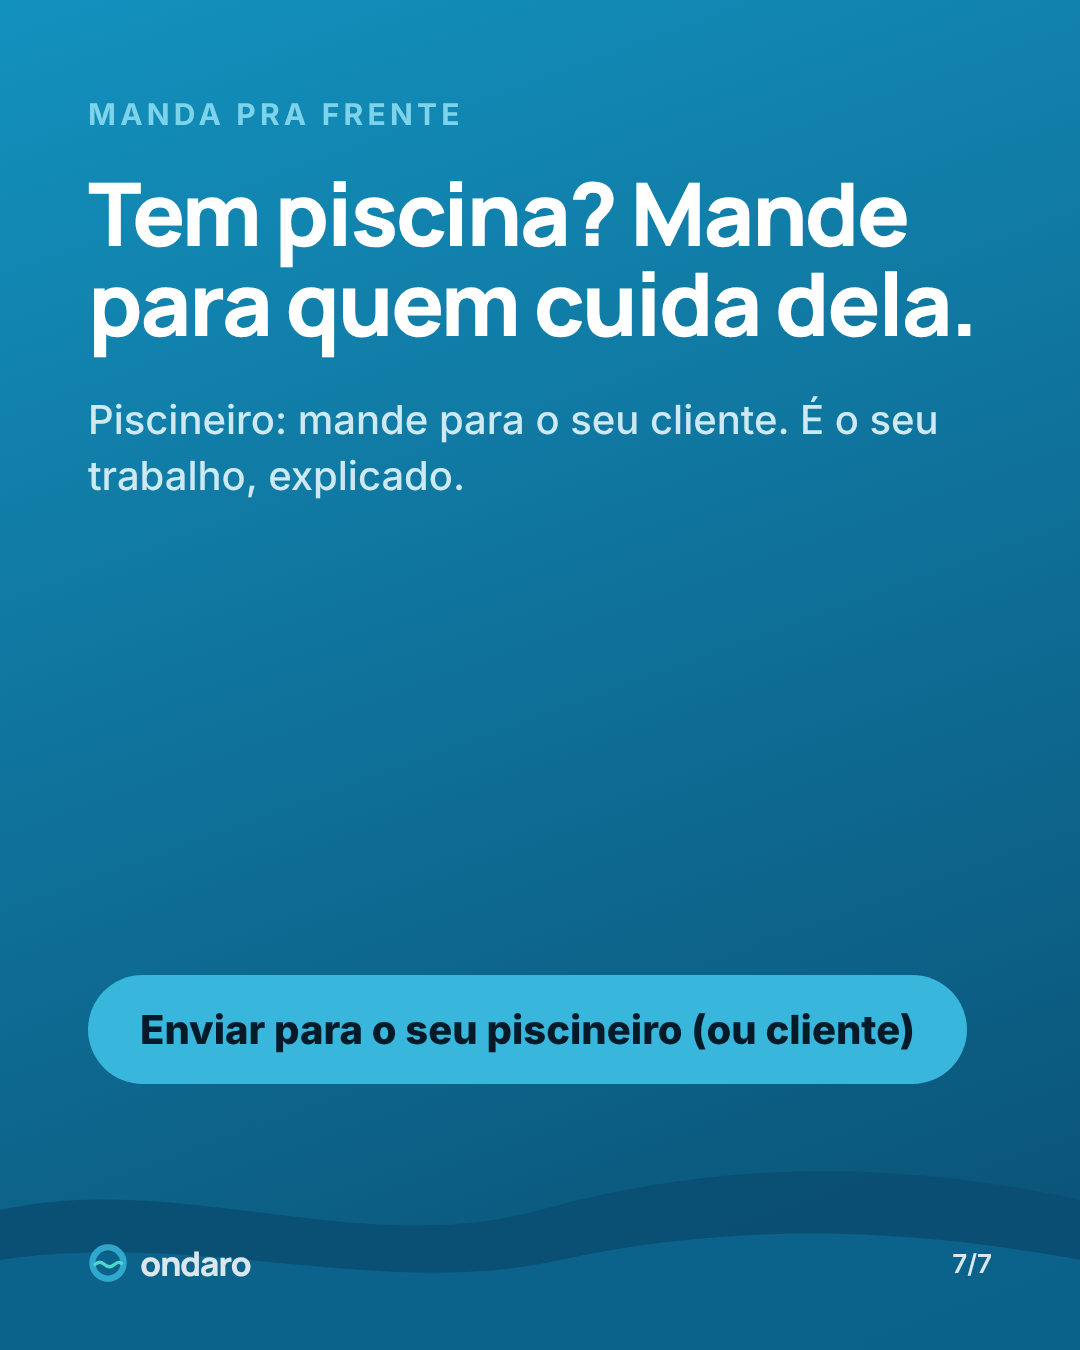 MANDA PRA FRENTE
Tem piscina? Mande
para quem cuida dela.
Piscineiro: mande para o seu cliente. É o seu
trabalho, explicado.
Enviar para o seu piscineiro (ou cliente)
ondaro
7/7